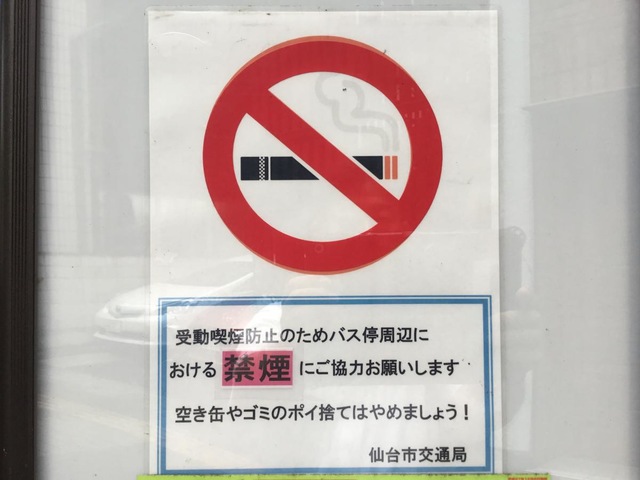 受動喫煙防止のためバス停周辺に
おける 禁煙 にご協力お願いします
空き缶やゴミのポイ捨てはやめましょう！
仙台市交通局